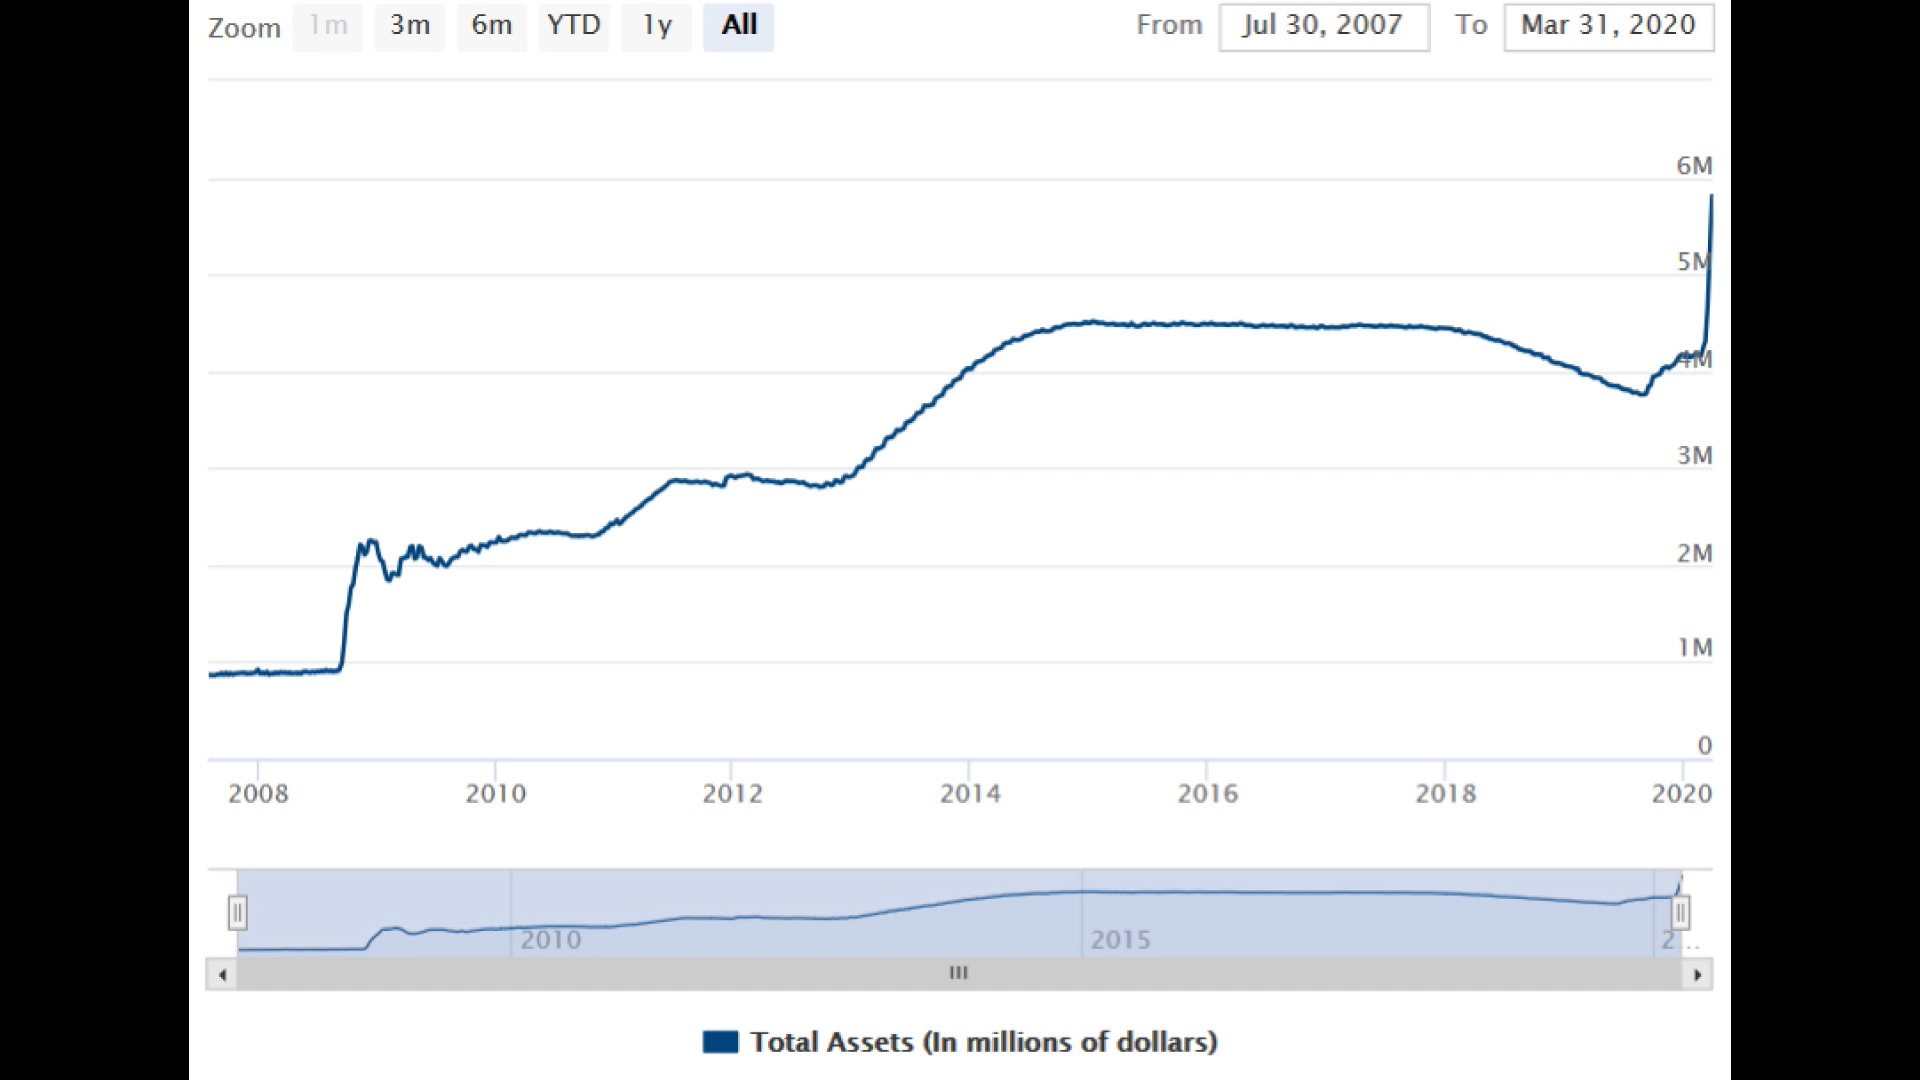 Zoom 1m 3m 6m YTD 1y All From Jul 30, 2007 To Mar 31, 2020
6M
5M
4M
3M
2M
1M
0
2008 2010 2012 2014 2016 2018 2020
2010 2015 2...
Total Assets (In millions of dollars)